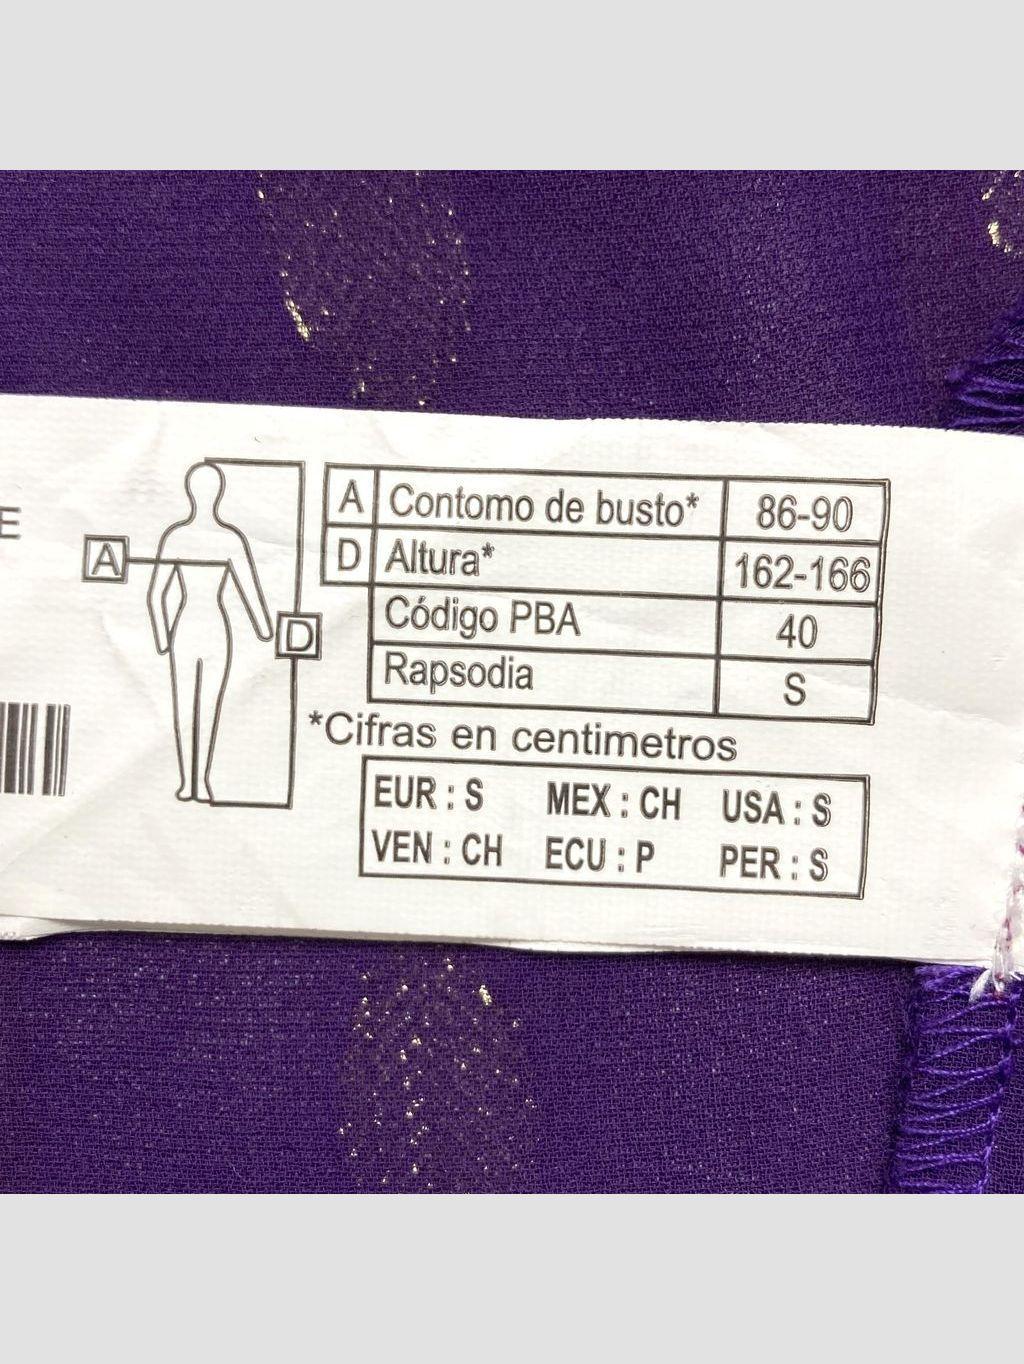 E
A Contomo de busto* 86-90
D Altura* 162-166
Código PBA 40
Rapsodia S
A
D
*Cifras en centimetros
EUR : S MEX : CH USA : S
VEN : CH ECU : P PER : S